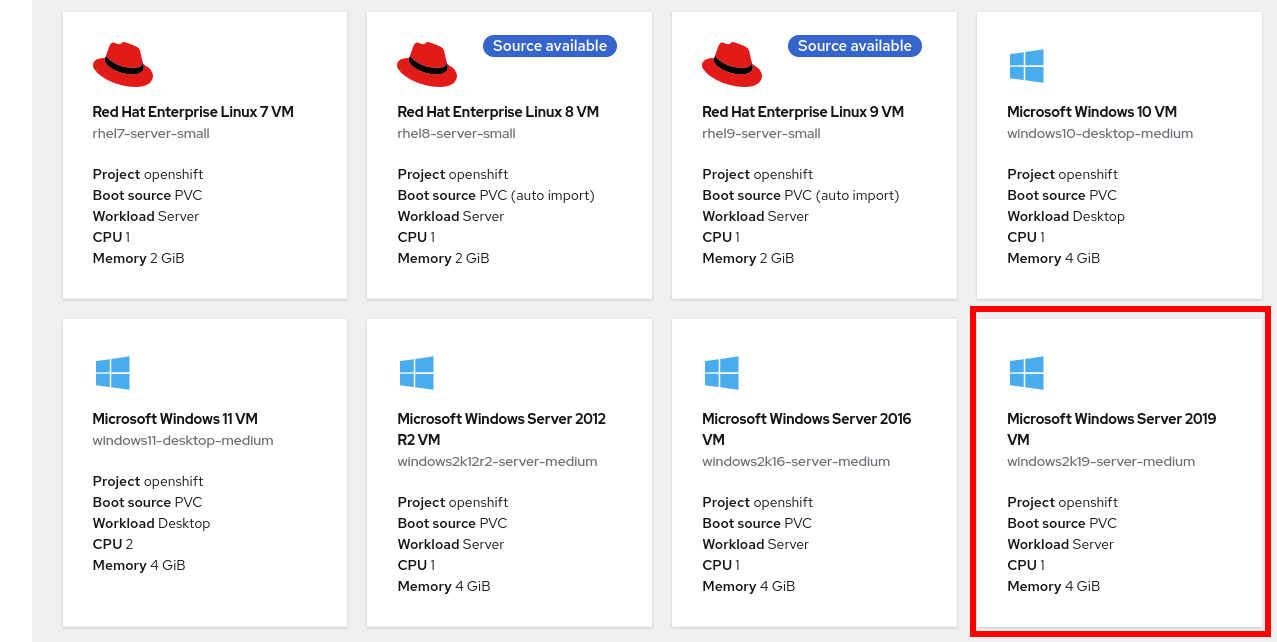 Red Hat Enterprise Linux 7 VM
rhel7-server-small
Project openshift
Boot source PVC
Workload Server
CPU 1
Memory 2 GiB
Source available
Red Hat Enterprise Linux 8 VM
rhel8-server-small
Project openshift
Boot source PVC (auto import)
Workload Server
CPU 1
Memory 2 GiB
Source available
Red Hat Enterprise Linux 9 VM
rhel9-server-small
Project openshift
Boot source PVC (auto import)
Workload Server
CPU 1
Memory 2 GiB
Microsoft Windows 10 VM
windows10-desktop-medium
Project openshift
Boot source PVC
Workload Desktop
CPU 1
Memory 4 GiB
Microsoft Windows 11 VM
windows11-desktop-medium
Project openshift
Boot source PVC
Workload Desktop
CPU 2
Memory 4 GiB
Microsoft Windows Server 2012
R2 VM
windows2k12r2-server-medium
Project openshift
Boot source PVC
Workload Server
CPU 1
Memory 4 GiB
Microsoft Windows Server 2016
VM
windows2k16-server-medium
Project openshift
Boot source PVC
Workload Server
CPU 1
Memory 4 GiB
Microsoft Windows Server 2019
VM
windows2k19-server-medium
Project openshift
Boot source PVC
Workload Server
CPU 1
Memory 4 GiB